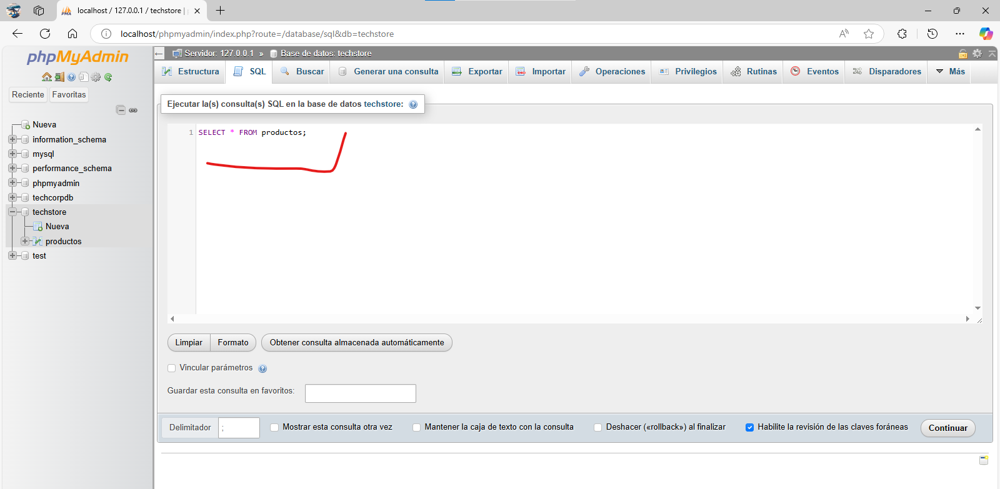 localhost / 127.0.0.1 / techstore |
localhost/phpmyadmin/index.php?route=/database/sql&db=techstore
phpMyAdmin
Reciente Favoritas
Nueva
information_schema
mysql
performance_schema
phpmyadmin
techcorpdb
techstore
Nueva
productos
test
Servidor: 127.0.0.1 » Base de datos: techstore
Estructura SQL Buscar Generar una consulta Exportar Importar Operaciones Privilegios Rutinas Eventos Disparadores Más
Ejecutar la(s) consulta(s) SQL en la base de datos techstore:
1 SELECT * FROM productos;
Limpiar Formato Obtener consulta almacenada automáticamente
Vincular parámetros
Guardar esta consulta en favoritos:
Delimitador ; Mostrar esta consulta otra vez Mantener la caja de texto con la consulta Deshacer («rollback») al finalizar Habilite la revisión de las claves foráneas Continuar